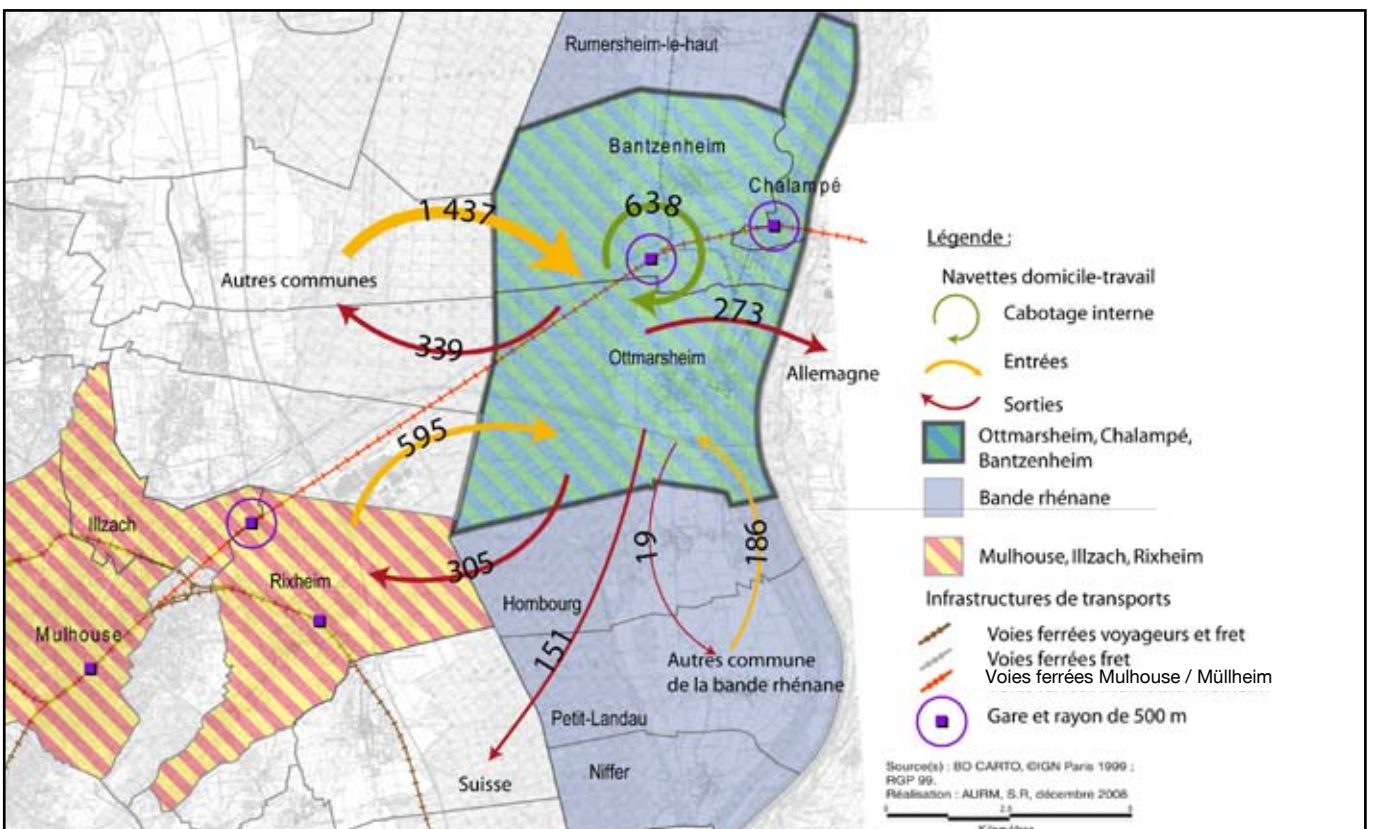 Rumersheim-le-haut
Bantzenheim
Chalampé
638
1 437
Autres communes
339
273
Ottmarsheim
Allemagne
595
Illzach
Rixheim
305
Mulhouse
Hombourg
19
186
151
Autres commune
de la bande rhénane
Petit-Landau
Suisse
Niffer
Légende :
Navettes domicile-travail
Cabotage interne
Entrées
Sorties
Ottmarsheim, Chalampé,
Bantzenheim
Bande rhénane
Mulhouse, Illzach, Rixheim
Infrastructures de transports
Voies ferrées voyageurs et fret
Voies ferrées fret
Voies ferrées Mulhouse / Müllheim
Gare et rayon de 500 m
Source(s) : BD CARTO, ©IGN Paris 1999 ;
RGP 99.
Réalisation : AURM, S.R, décembre 2008
0 2.5